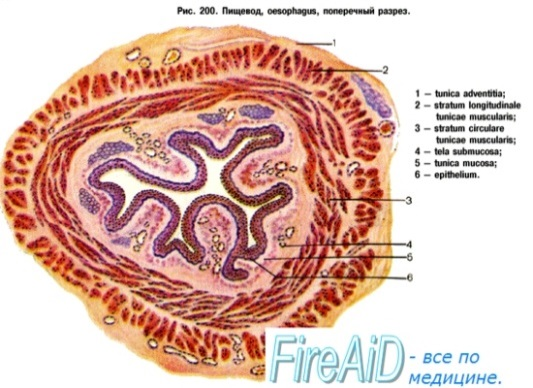 Рис. 200. Пищевод, oesophagus, поперечный разрез.
1
2
1 — tunica adventitia;
2 — stratum longitudinale
tunicae muscularis;
3 — stratum circulare
tunicae muscularis;
4 — tela submucosa;
5 — tunica mucosa;
6 — epithelium.
3
4
5
6
FireAiD - все по
медицине.